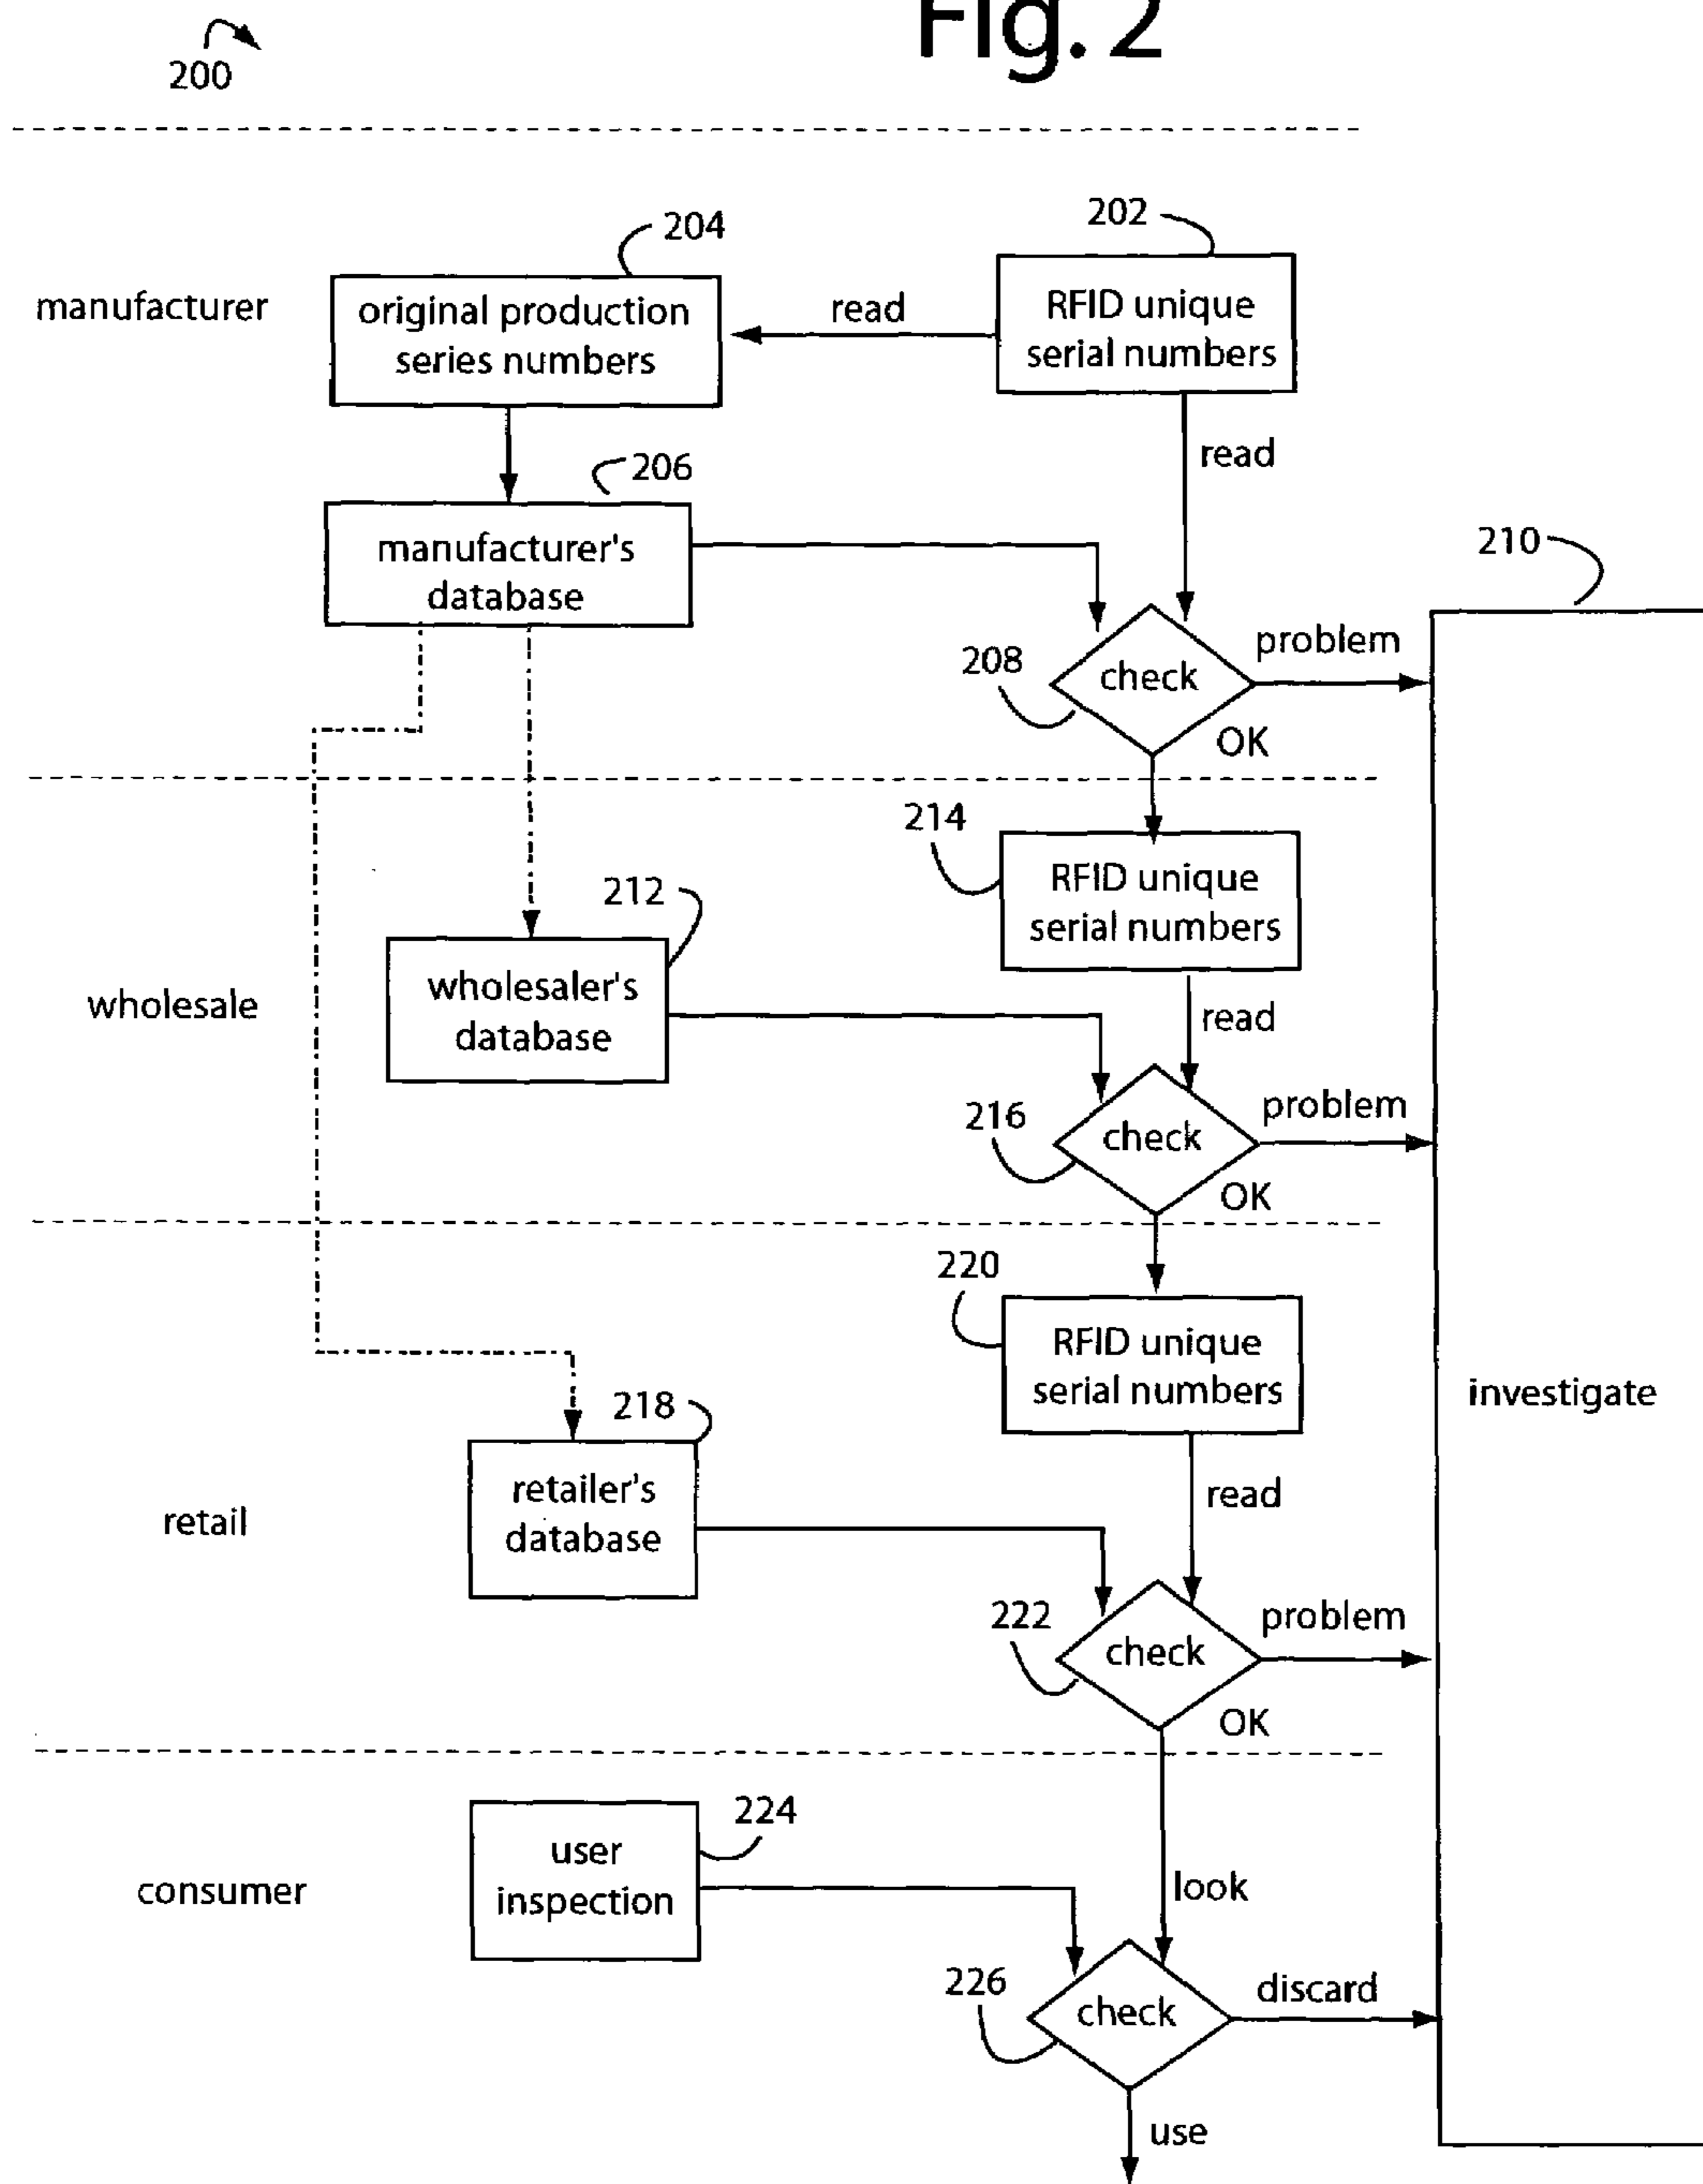 Fig. 2
200
204
202
manufacturer
original production
series numbers
read
RFID unique
serial numbers
read
206
manufacturer's
database
210
208
check
problem
OK
214
RFID unique
serial numbers
212
wholesale
wholesaler's
database
read
216
check
problem
OK
220
RFID unique
serial numbers
investigate
218
retail
retailer's
database
read
222
check
problem
OK
224
consumer
user
inspection
look
226
check
discard
use